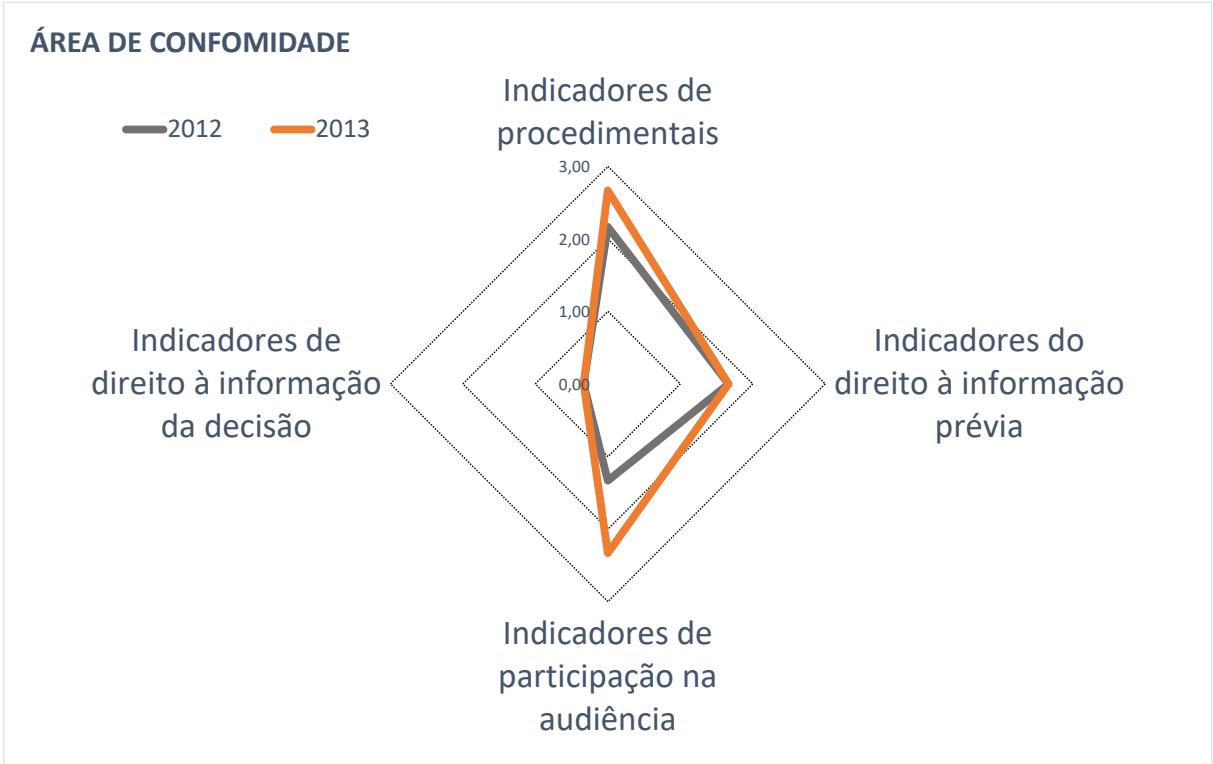 ÁREA DE CONFOMIDADE
2012
2013
Indicadores de
procedimentais
3,00
2,00
1,00
0,00
Indicadores de
direito à informação
da decisão
Indicadores do
direito à informação
prévia
Indicadores de
participação na
audiência